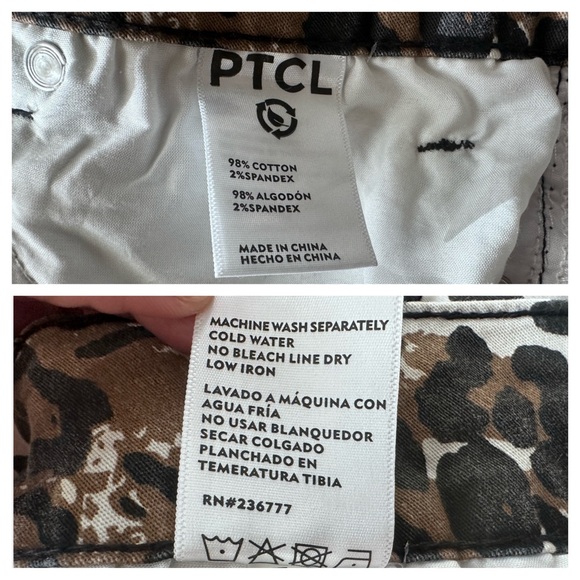 PTCL
98% COTTON
2%SPANDEX
98% ALGODÓN
2%SPANDEX
MADE IN CHINA
HECHO EN CHINA
MACHINE WASH SEPARATELY
COLD WATER
NO BLEACH LINE DRY
LOW IRON
LAVADO A MÁQUINA CON
AGUA FRÍA
NO USAR BLANQUEDOR
SECAR COLGADO
PLANCHADO EN
TEMERATURA TIBIA
RN#236777